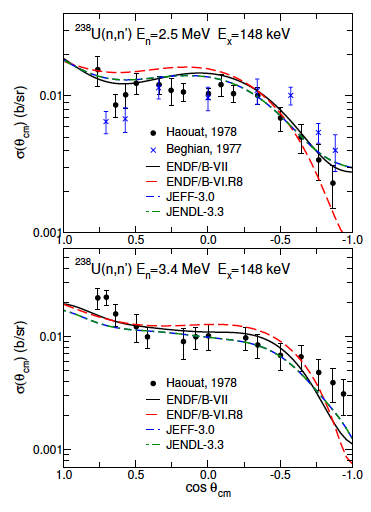 ²³⁸U(n,n') Eₙ=2.5 MeV Eₓ=148 keV
σ(θcm) (b/sr)
0.01
0.001
Haouat, 1978
Beghian, 1977
ENDF/B-VII
ENDF/B-VI.R8
JEFF-3.0
JENDL-3.3
1.0 0.5 0.0 -0.5 -1.0
²³⁸U(n,n') Eₙ=3.4 MeV Eₓ=148 keV
σ(θcm) (b/sr)
0.01
0.001
Haouat, 1978
ENDF/B-VII
ENDF/B-VI.R8
JEFF-3.0
JENDL-3.3
1.0 0.5 0.0 -0.5 -1.0
cos θcm